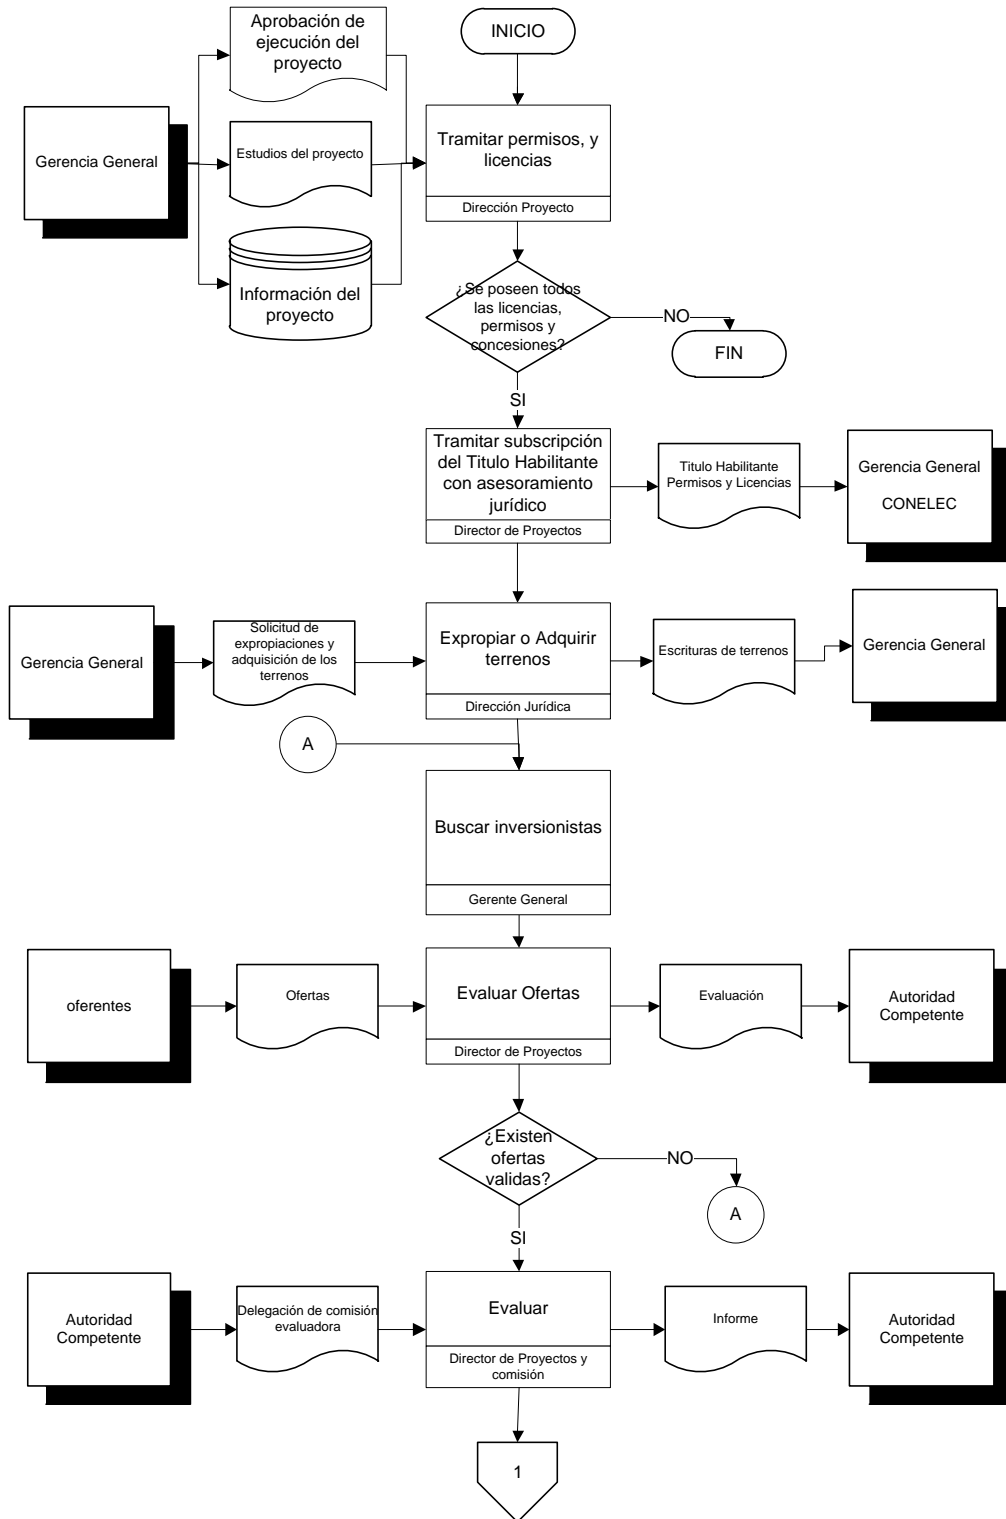 Aprobación de
ejecución del
proyecto
INICIO
Gerencia General
Estudios del proyecto
Tramitar permisos, y
licencias
Dirección Proyecto
Información del
proyecto
¿Se poseen todos
las licencias,
permisos y
concesiones?
NO
FIN
SI
Tramitar subscripción
del Titulo Habilitante
con asesoramiento
jurídico
Director de Proyectos
Titulo Habilitante
Permisos y Licencias
Gerencia General
CONELEC
Gerencia General
Solicitud de
expropiaciones y
adquisición de los
terrenos
Expropiar o Adquirir
terrenos
Dirección Jurídica
Escrituras de terrenos
Gerencia General
A
Buscar inversionistas
Gerente General
oferentes
Ofertas
Evaluar Ofertas
Director de Proyectos
Evaluación
Autoridad
Competente
¿Existen
ofertas
validas?
NO
A
SI
Autoridad
Competente
Delegación de comisión
evaluadora
Evaluar
Director de Proyectos y
comisión
Informe
Autoridad
Competente
1